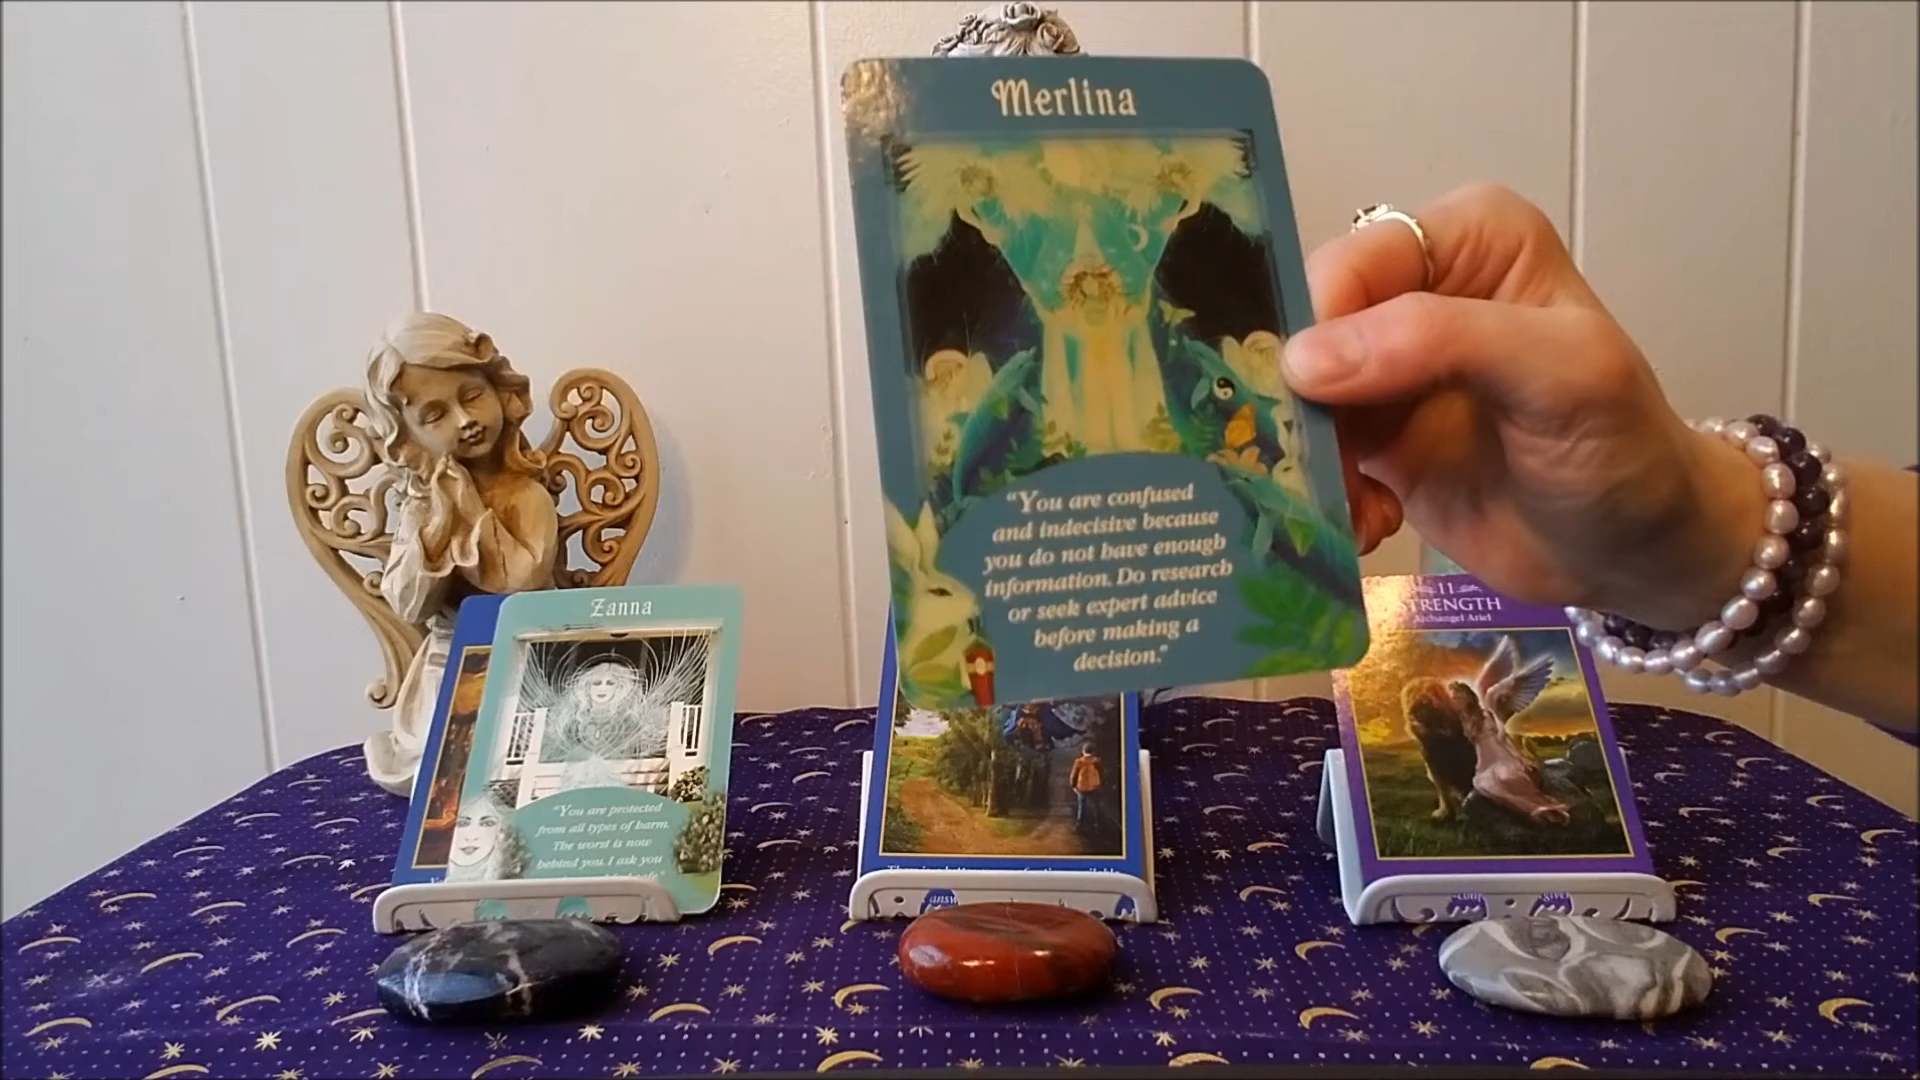 Merlina
"You are confused
and indecisive because
you do not have enough
information. Do research
or seek expert advice
before making a
decision."
Zanna
"You are protected
from all types of harm.
The worst is now
behind you. I ask you
11
STRENGTH
Archangel Ariel